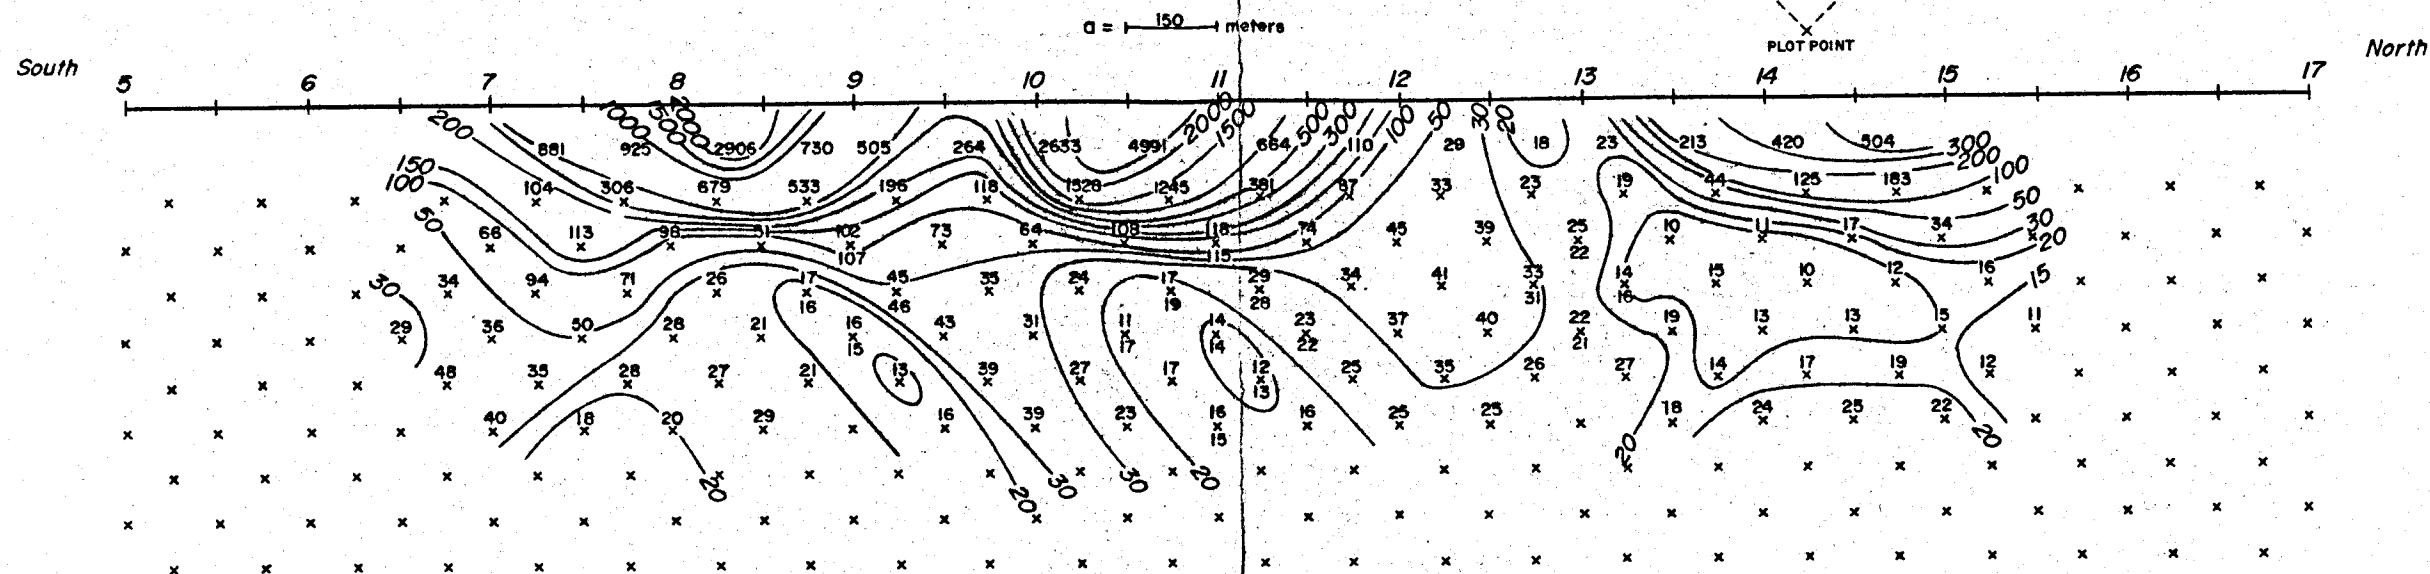 a = 150 meters
PLOT POINT
South North
5 6 7 8 9 10 11 12 13 14 15 16 17
200 1000 1500 2000 2000 1500 500 300 100 50 30 20
881 925 2906 730 505 264 2633 4991 664 110 29 18 23 213 420 504 300
150 200
100 104 306 679 533 196 118 1528 1245 381 87 33 23 19 44 125 183 100
50 50
66 113 98 51 102 73 64 108 118 74 45 39 25 10 11 17 34 30
107 115 22 20
30 34 94 71 26 17 45 35 24 17 29 34 41 33 14 15 10 12 16 15
16 46 19 28 31 16
29 36 50 28 21 16 43 31 11 14 23 37 40 22 19 13 13 15 11
15 17 14 22 21
48 35 28 27 21 13 39 27 17 12 25 35 26 27 14 17 19 12
13
40 18 20 29 16 39 23 16 16 25 25 18 24 25 22
15 20 20
20 20 30 30 20